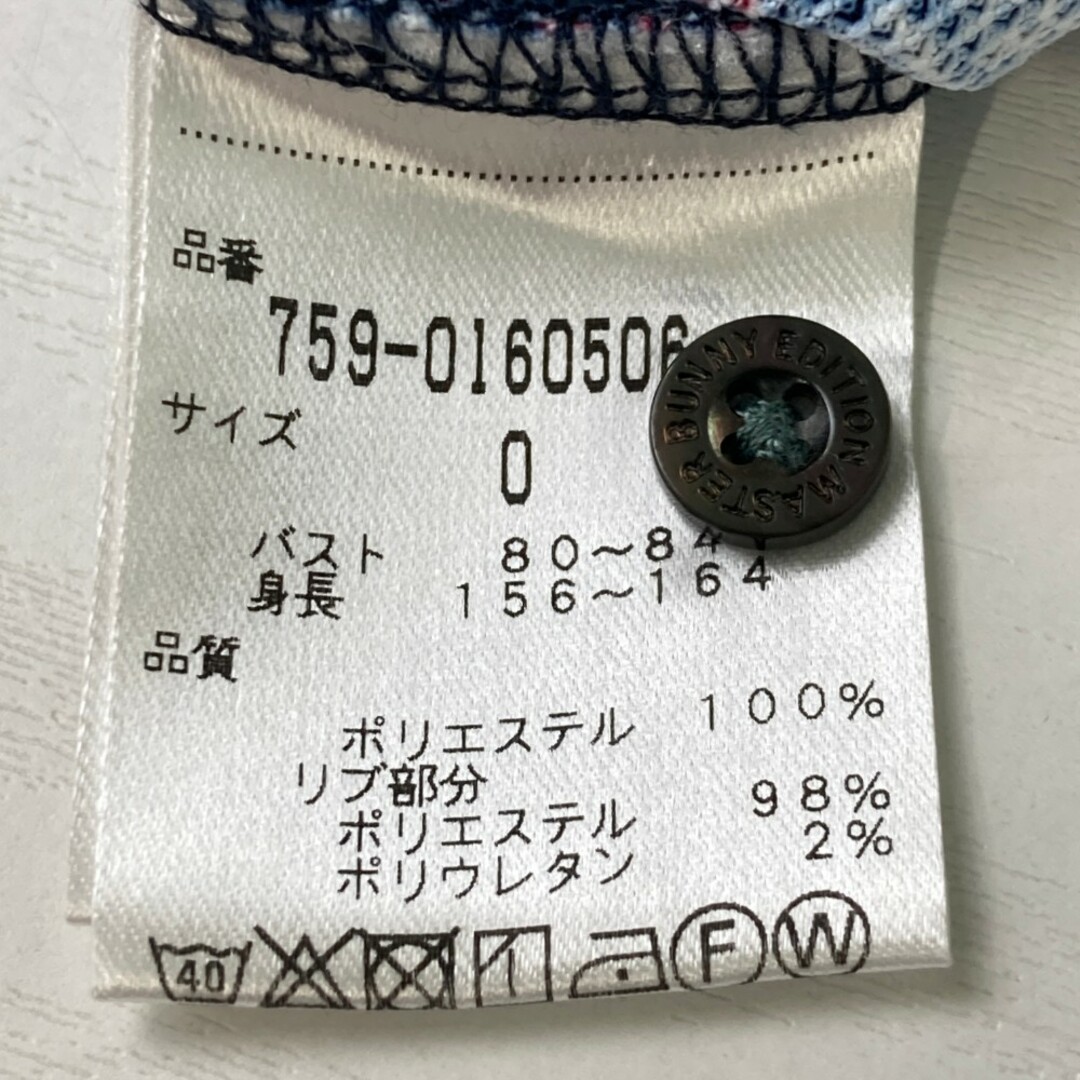 品番
759-0160506
サイズ
0
バスト 80~84
身長 156~164
品質
ポリエステル 100%
リブ部分
ポリエステル 98%
ポリウレタン 2%
40
F W
MASTER BUNNY EDITION/